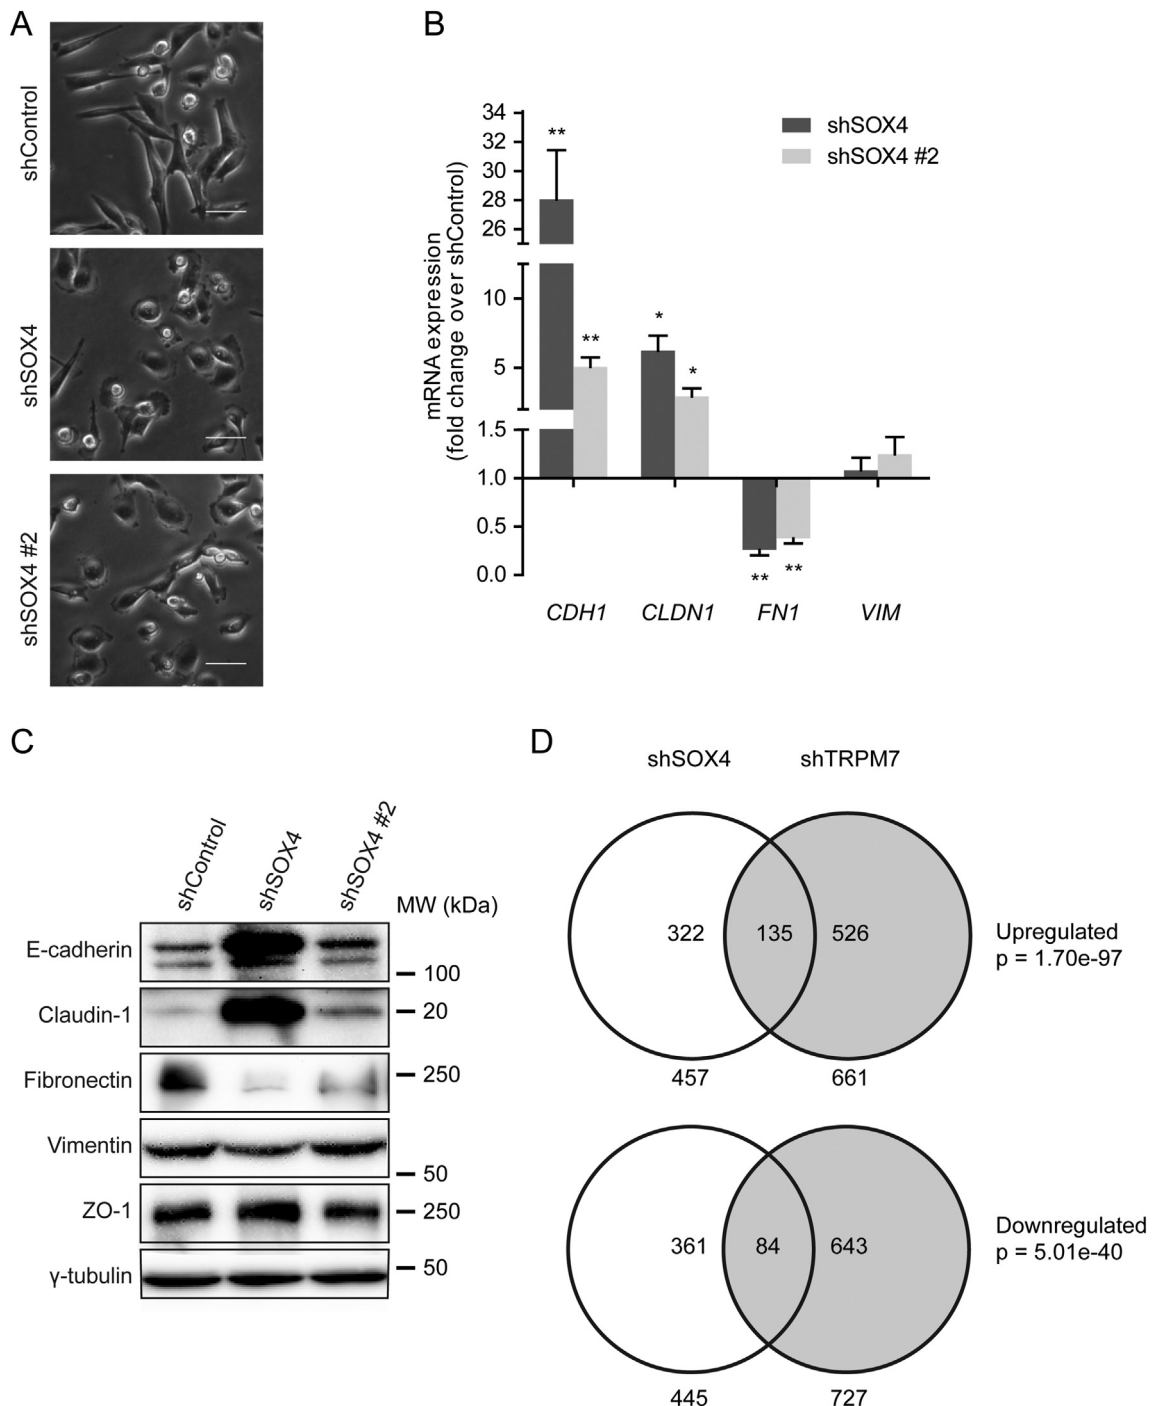 A
shControl
shSOX4
shSOX4 #2
B
mRNA expression
(fold change over shControl)
34
32
30
28
26
10
5
1.5
1.0
0.5
0.0
**
**
*
*
**
**
shSOX4
shSOX4 #2
CDH1 CLDN1 FN1 VIM
C
shControl
shSOX4
shSOX4 #2
MW (kDa)
E-cadherin
100
Claudin-1
20
Fibronectin
250
Vimentin
50
ZO-1
250
γ-tubulin
50
D
shSOX4 shTRPM7
322 135 526
Upregulated
p = 1.70e-97
457 661
361 84 643
Downregulated
p = 5.01e-40
445 727